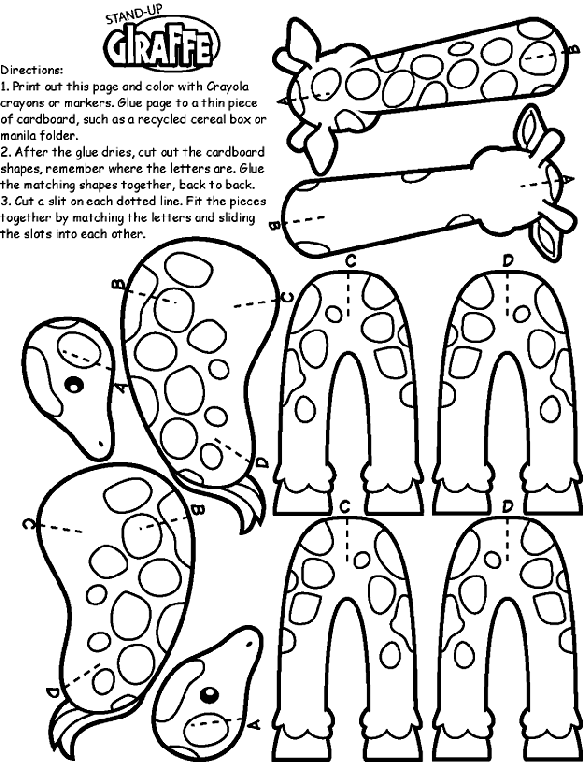 STAND-UP
GIRAFFE
Directions:
1. Print out this page and color with Crayola
crayons or markers. Glue page to a thin piece
of cardboard, such as a recycled cereal box or
manila folder.
2. After the glue dries, cut out the cardboard
shapes, remember where the letters are. Glue
the matching shapes together, back to back.
3. Cut a slit on each dotted line. Fit the pieces
together by matching the letters and sliding
the slots into each other.
A
B
B
A
B
C
D
A
C
D
C
B
D
A
C
D